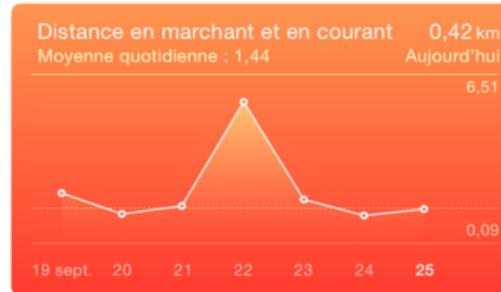 Distance en marchant et en courant 0,42 km
Moyenne quotidienne : 1,44 Aujourd'hui
6,51
0,09
19 sept. 20 21 22 23 24 25